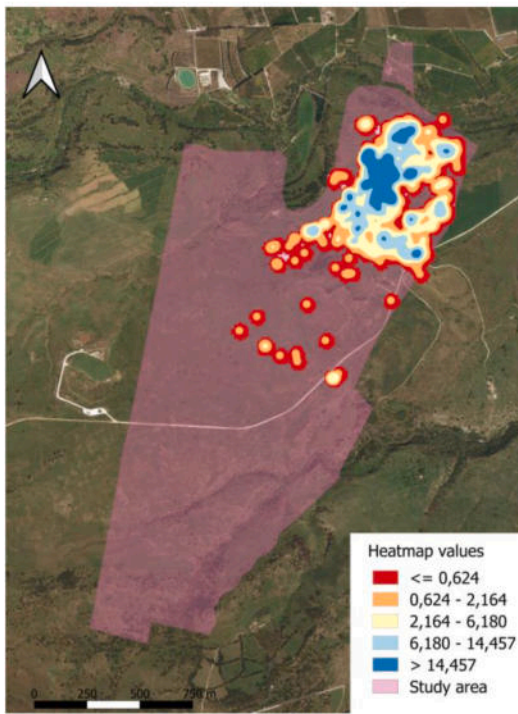 Heatmap values
<= 0,624
0,624 - 2,164
2,164 - 6,180
6,180 - 14,457
> 14,457
Study area
0 250 500 750 m